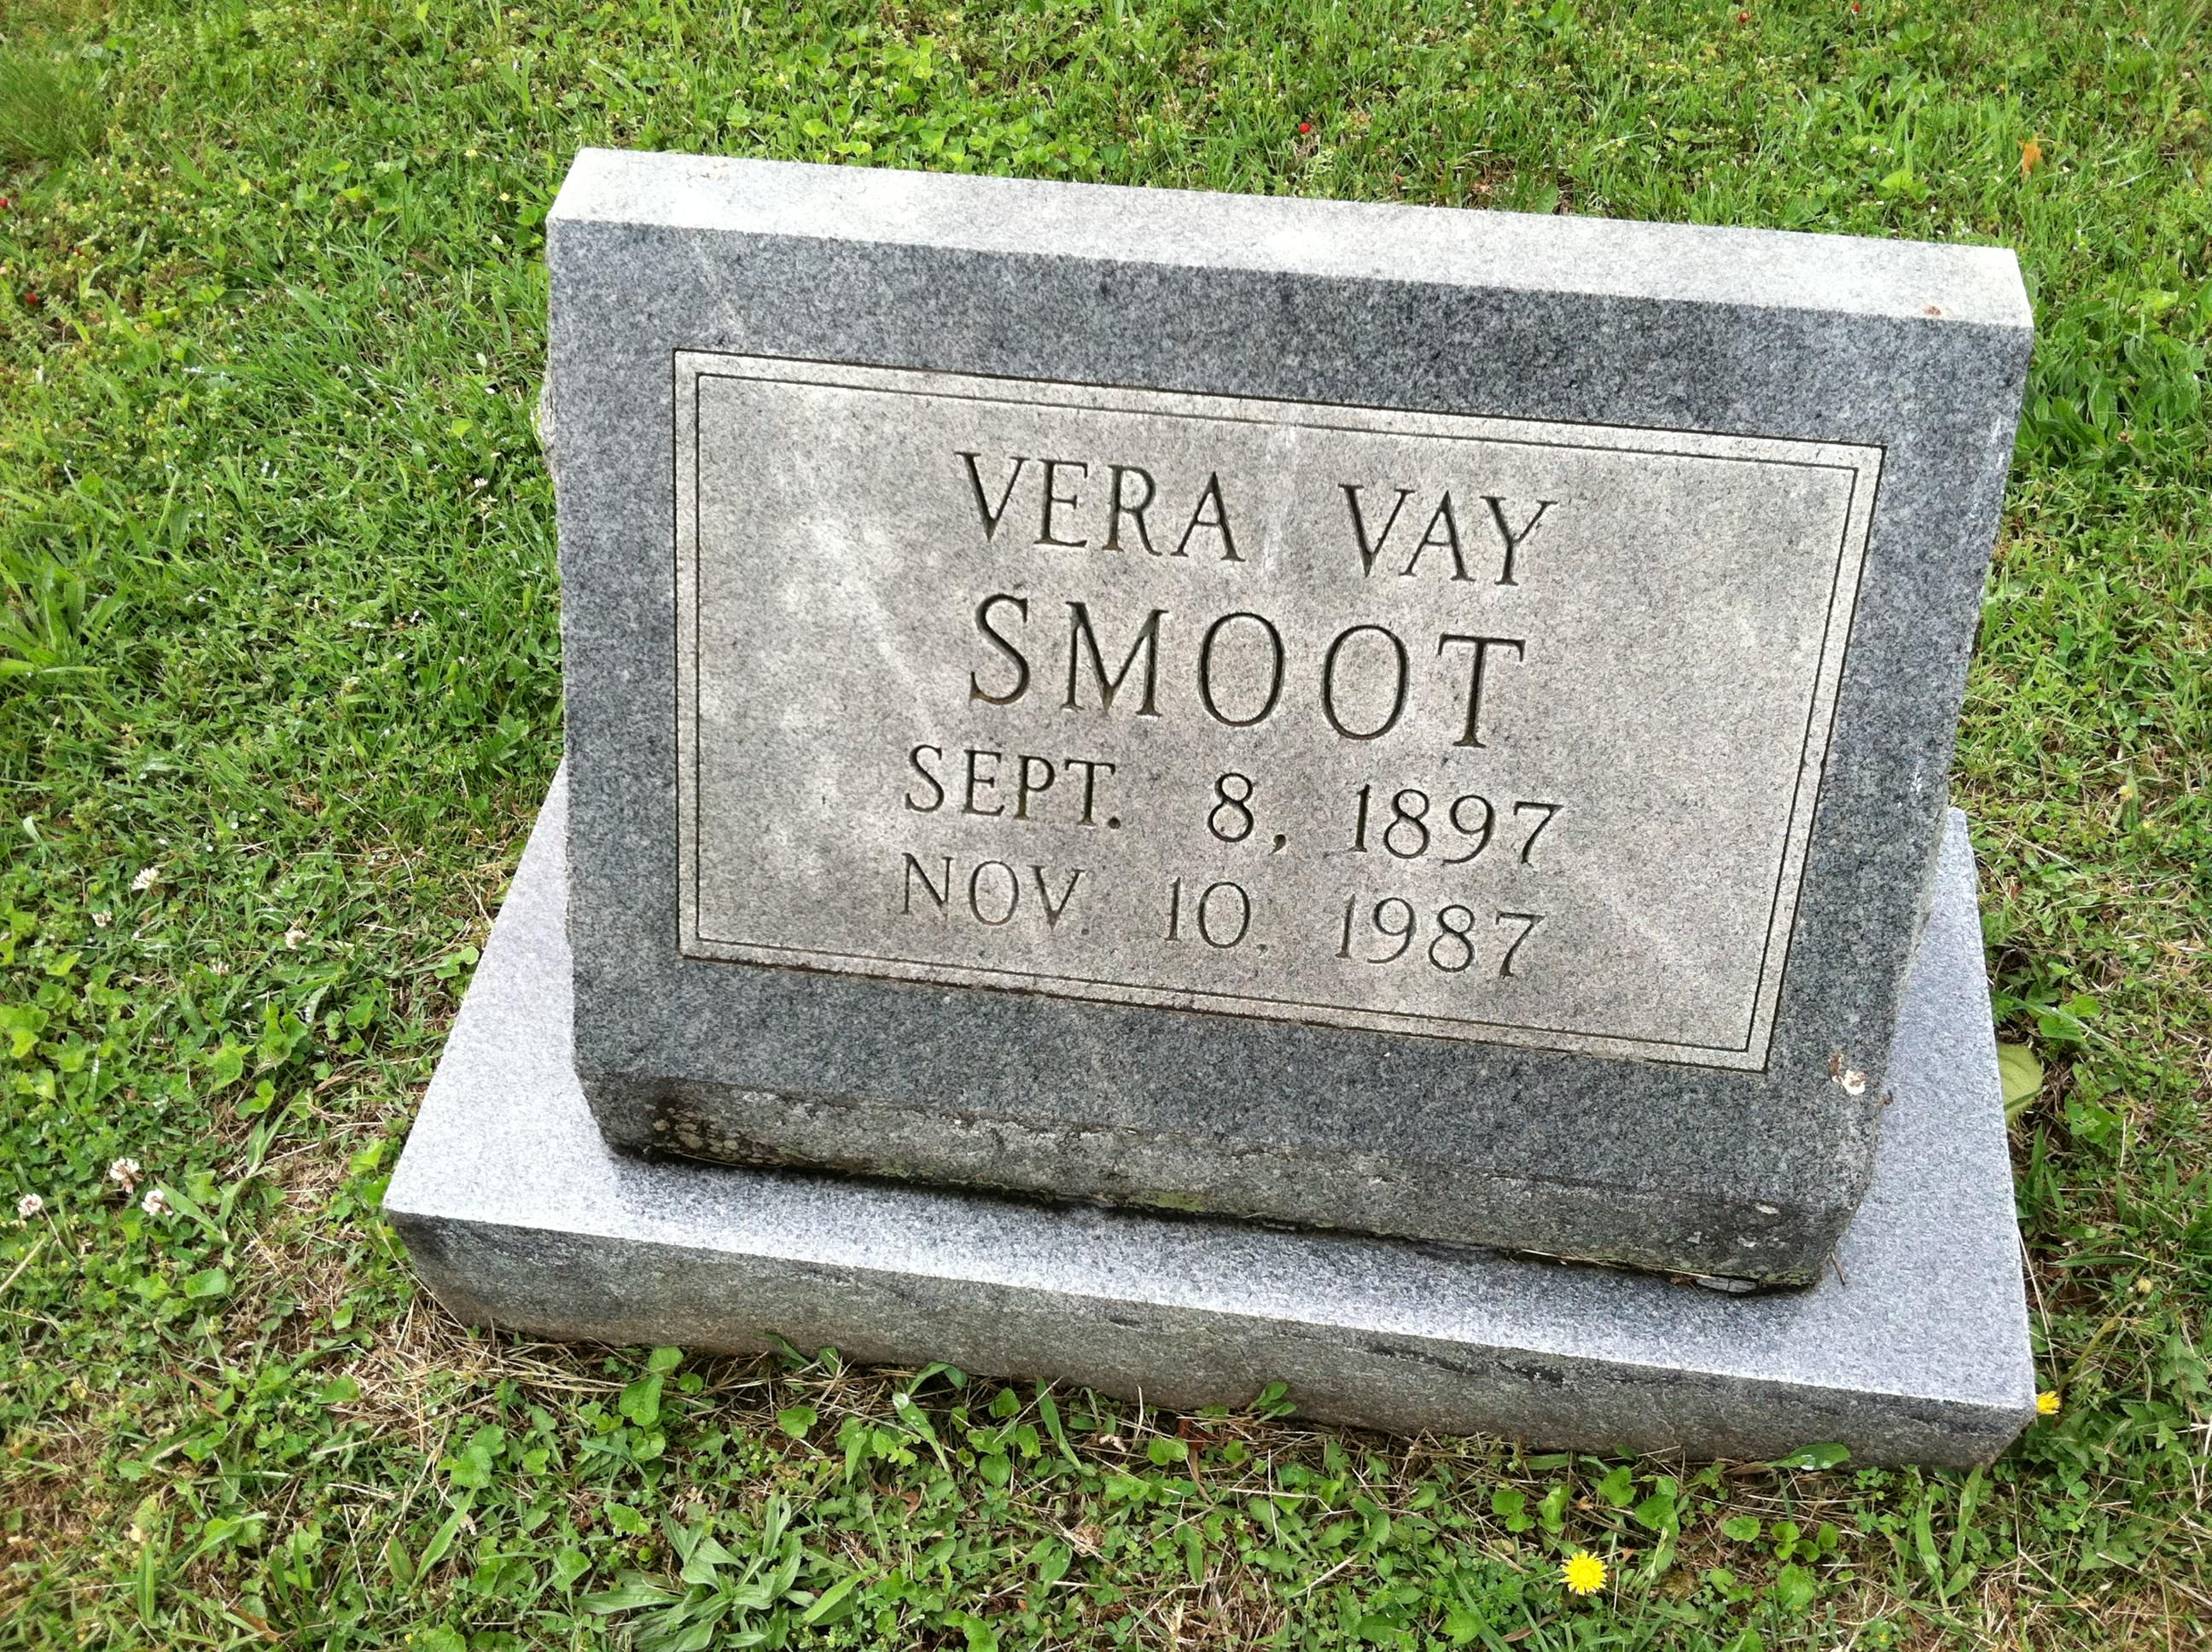 VERA VAY
SMOOT
SEPT. 8, 1897
NOV 10, 1987